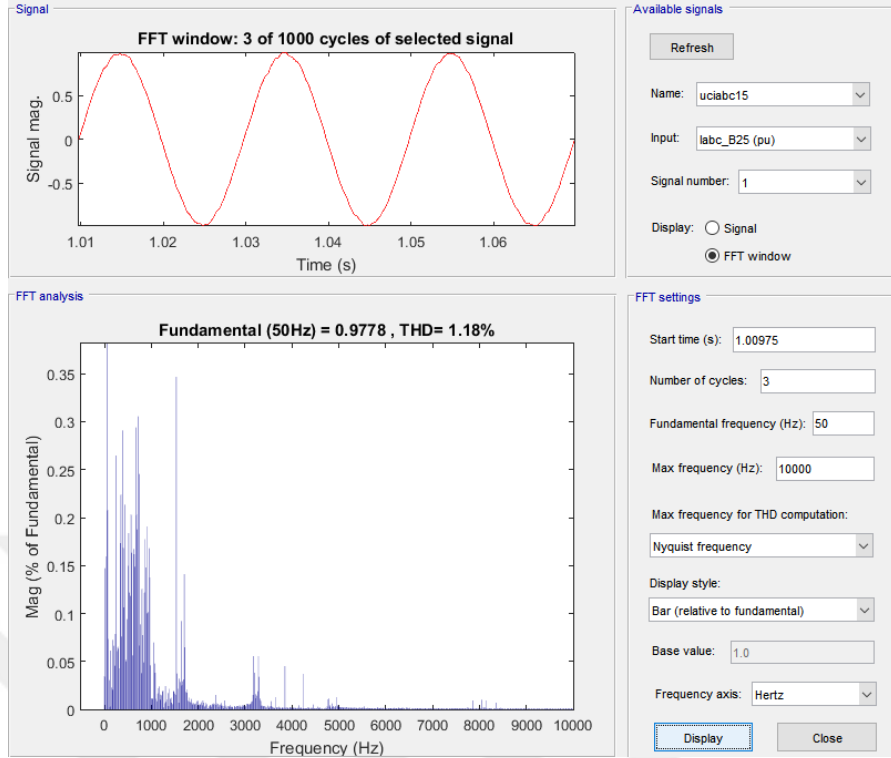 Signal
FFT window: 3 of 1000 cycles of selected signal
Signal mag.
0.5
0
-0.5
1.01 1.02 1.03 1.04 1.05 1.06
Time (s)
Available signals
Refresh
Name: uciabc15
Input: Iabc_B25 (pu)
Signal number: 1
Display: Signal
FFT window
FFT analysis
Fundamental (50Hz) = 0.9778 , THD= 1.18%
Mag (% of Fundamental)
0.35
0.3
0.25
0.2
0.15
0.1
0.05
0
0 1000 2000 3000 4000 5000 6000 7000 8000 9000 10000
Frequency (Hz)
FFT settings
Start time (s): 1.00975
Number of cycles: 3
Fundamental frequency (Hz): 50
Max frequency (Hz): 10000
Max frequency for THD computation:
Nyquist frequency
Display style:
Bar (relative to fundamental)
Base value: 1.0
Frequency axis: Hertz
Display Close